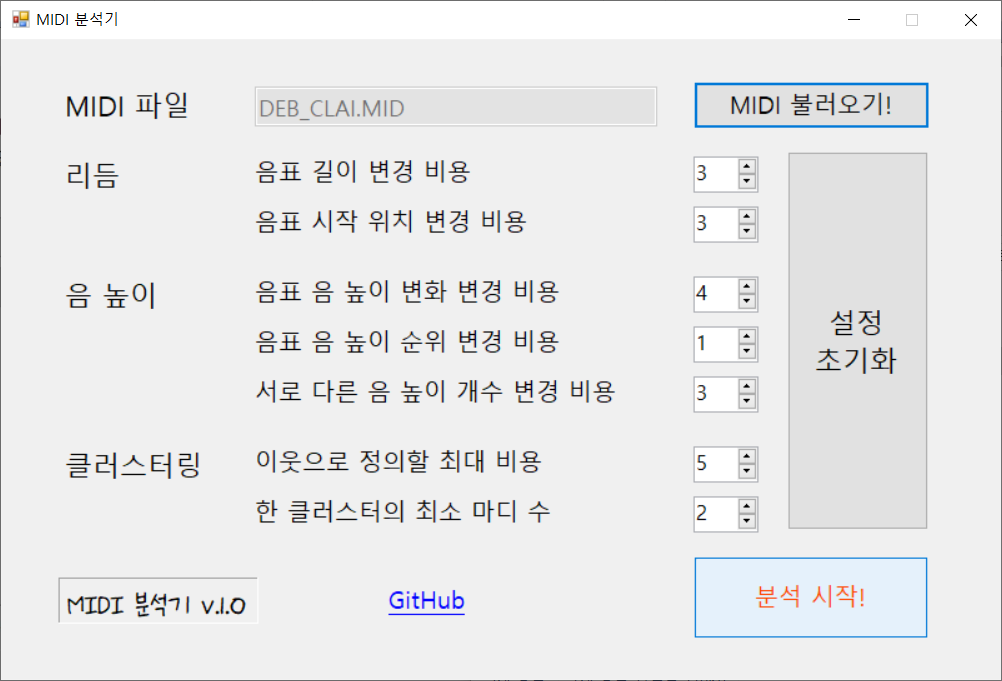 MIDI 분석기
MIDI 파일
DEB_CLAI.MID
MIDI 불러오기!
리듬
음표 길이 변경 비용
3
음표 시작 위치 변경 비용
3
음 높이
음표 음 높이 변화 변경 비용
4
음표 음 높이 순위 변경 비용
1
서로 다른 음 높이 개수 변경 비용
3
설정
초기화
클러스터링
이웃으로 정의할 최대 비용
5
한 클러스터의 최소 마디 수
2
MIDI 분석기 v.1.0
GitHub
분석 시작!